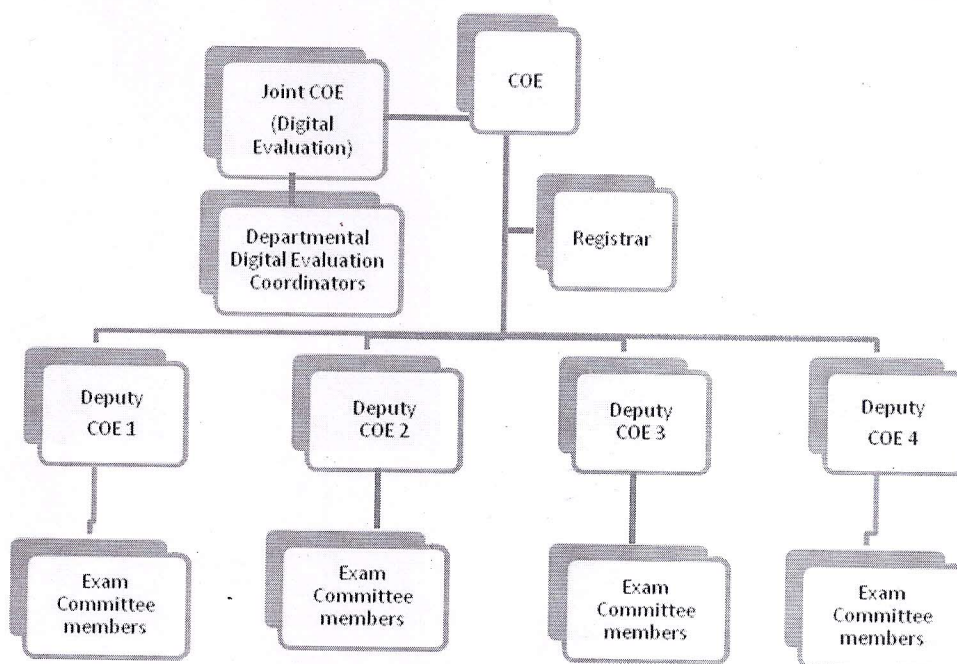 COE
Joint COE
(Digital
Evaluation)
Departmental
Digital Evaluation
Coordinators
Registrar
Deputy
COE 1
Deputy
COE 2
Deputy
COE 3
Deputy
COE 4
Exam
Committee
members
Exam
Committee
members
Exam
Committee
members
Exam
Committee
members